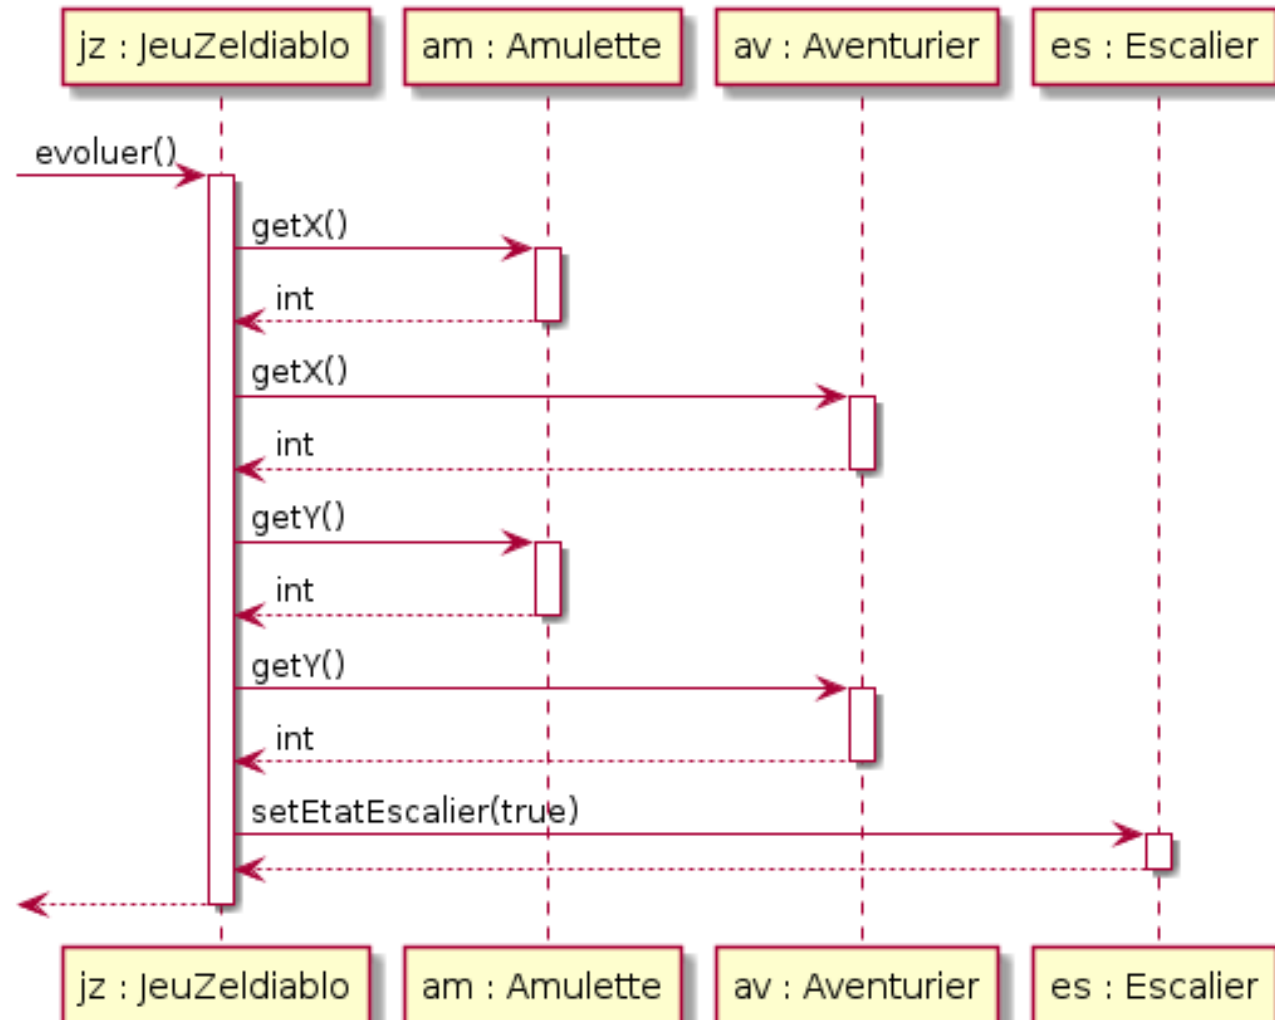 jz : JeuZeldiablo
am : Amulette
av : Aventurier
es : Escalier
evoluer()
getX()
int
getX()
int
getY()
int
getY()
int
setEtatEscalier(true)
jz : JeuZeldiablo
am : Amulette
av : Aventurier
es : Escalier